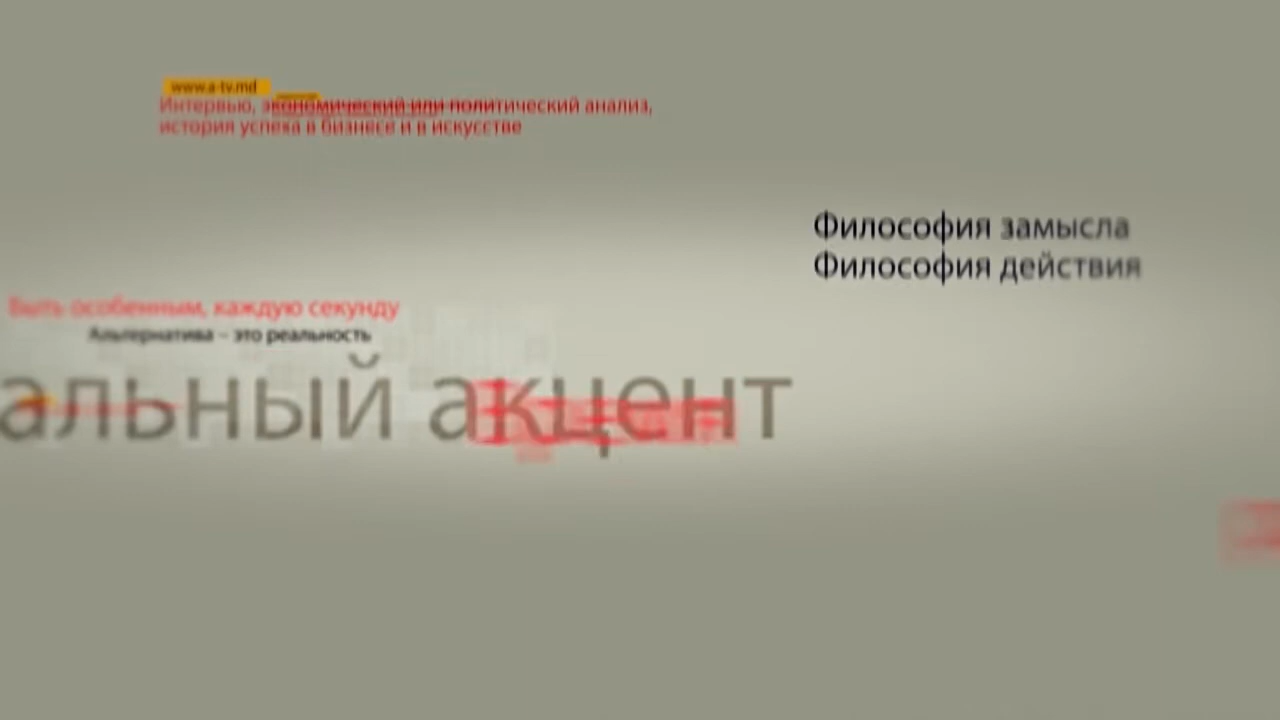 www.a-tv.md
Интервью, экономический или политический анализ,
история успеха в бизнесе и в искусстве
Философия замысла
Философия действия
Быть особенным, каждую секунду
Альтернатива – это реальность
альный акцент